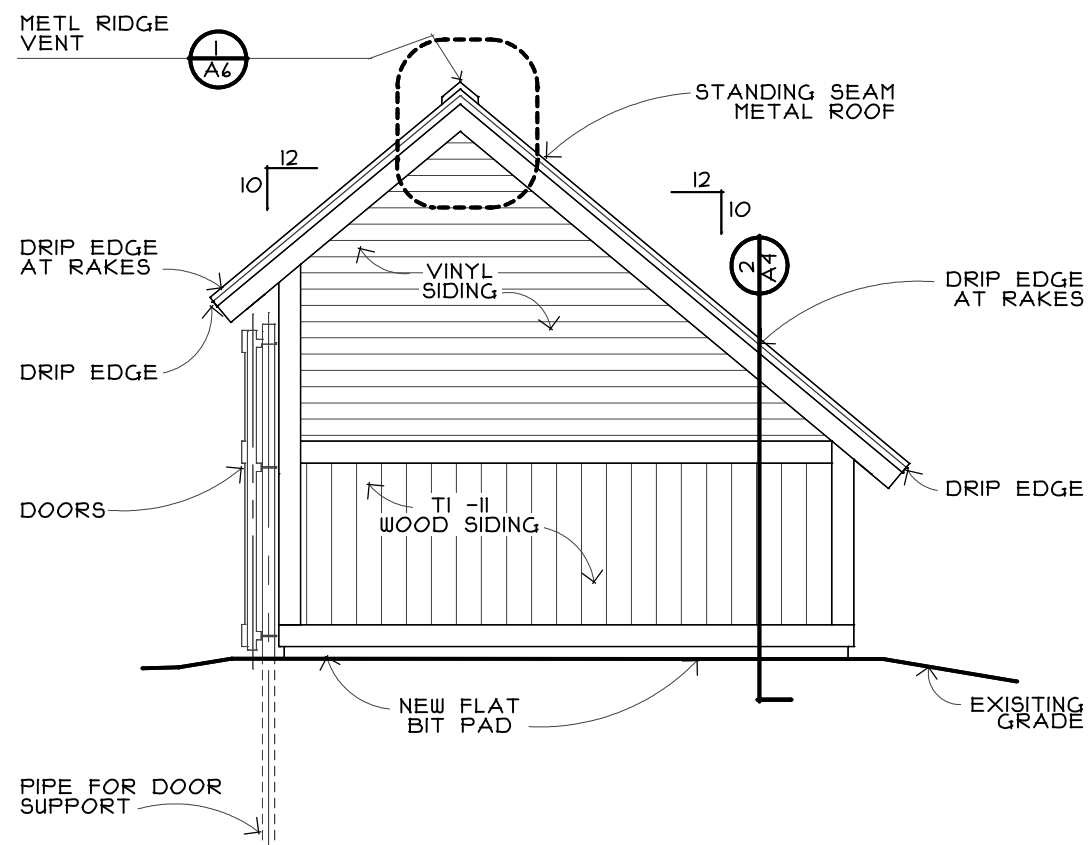 METL RIDGE
VENT
1
A6
STANDING SEAM
METAL ROOF
12
10
12
10
2
A4
DRIP EDGE
AT RAKES
VINYL
SIDING
DRIP EDGE
AT RAKES
DRIP EDGE
DRIP EDGE
DOORS
T1 -11
WOOD SIDING
NEW FLAT
BIT PAD
EXISITING
GRADE
PIPE FOR DOOR
SUPPORT